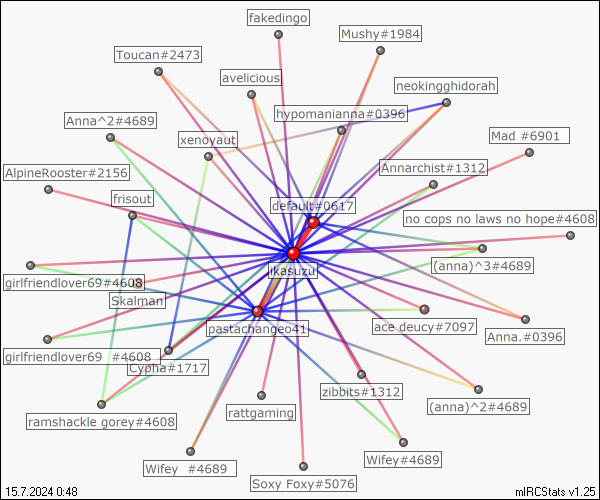 fakedingo
Mushy#1984
Toucan#2473
avelicious
neokingghidorah
hypomanianna#0396
Anna^2#4689
Mad #6901
xenoyaut
Annarchist#1312
AlpineRooster#2156
frisout
default#0617
no cops no laws no hope#4608
(anna)^3#4689
ikasuzu
girlfriendlover69#4608
Skalman
pastachangeo41
ace deucy#7097
Anna.#0396
girlfriendlover69 #4608
Cypha#1717
zibbits#1312
(anna)^2#4689
rattgaming
ramshackle gorey#4608
Wifey #4689
Wifey#4689
Soxy Foxy#5076
15.7.2024 0:48
mIRCStats v1.25